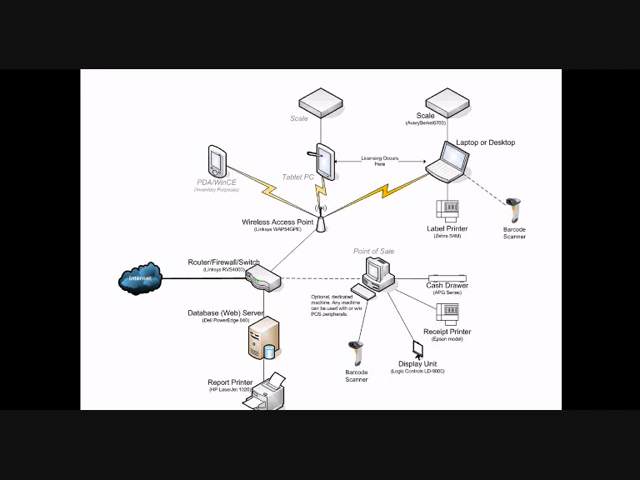 Scale
Scale
(AveryBerkel6700)
Laptop or Desktop
Licensing Occurs
Here
Tablet PC
PDA/WinCE
(Inventory Purposes)
Wireless Access Point
(Linksys WAP54GPE)
Label Printer
(Zebra S4M)
Barcode
Scanner
Router/Firewall/Switch
(Linksys RVS4000)
Point of Sale
Internet
Cash Drawer
(APG Series)
Optional, dedicated
machine. Any machine
can be used with or w/o
POS peripherals.
Database (Web) Server
(Dell PowerEdge 840)
Receipt Printer
(Epson model)
Display Unit
(Logic Controls LD-9000)
Barcode
Scanner
Report Printer
(HP LaserJet 1020)